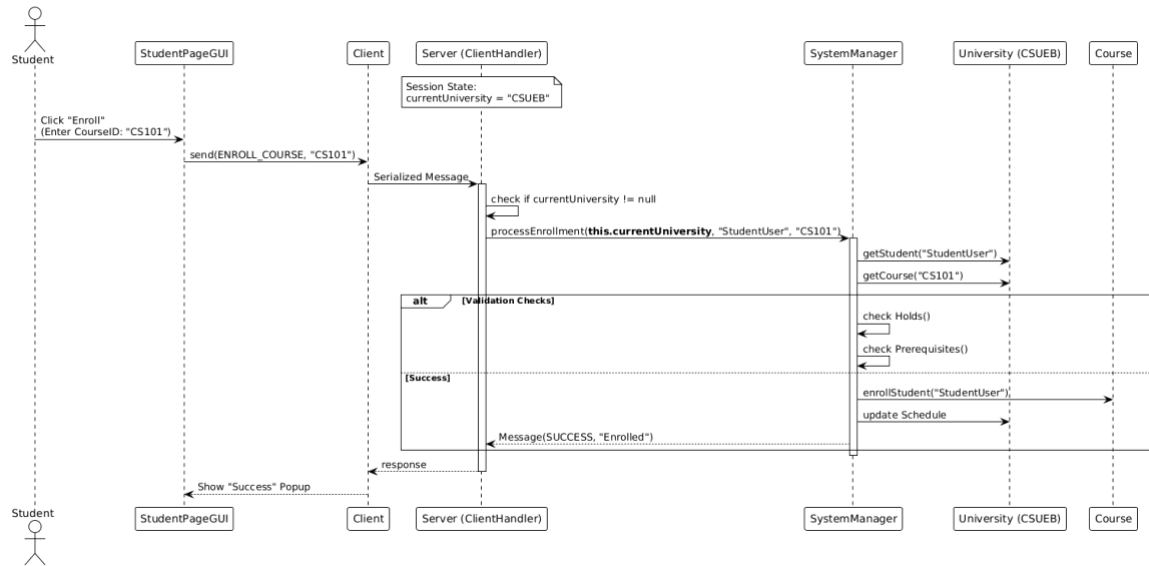 Student
StudentPageGUI
Client
Server (ClientHandler)
SystemManager
University (CSUEB)
Course
Session State:
currentUniversity = "CSUEB"
Click "Enroll"
(Enter CourseID: "CS101")
send(ENROLL_COURSE, "CS101")
Serialized Message
check if currentUniversity != null
processEnrollment(this.currentUniversity, "StudentUser", "CS101")
getStudent("StudentUser")
getCourse("CS101")
alt
[Validation Checks]
check Holds()
check Prerequisites()
[Success]
enrollStudent("StudentUser")
update Schedule
Message(SUCCESS, "Enrolled")
response
Show "Success" Popup
Student
StudentPageGUI
Client
Server (ClientHandler)
SystemManager
University (CSUEB)
Course